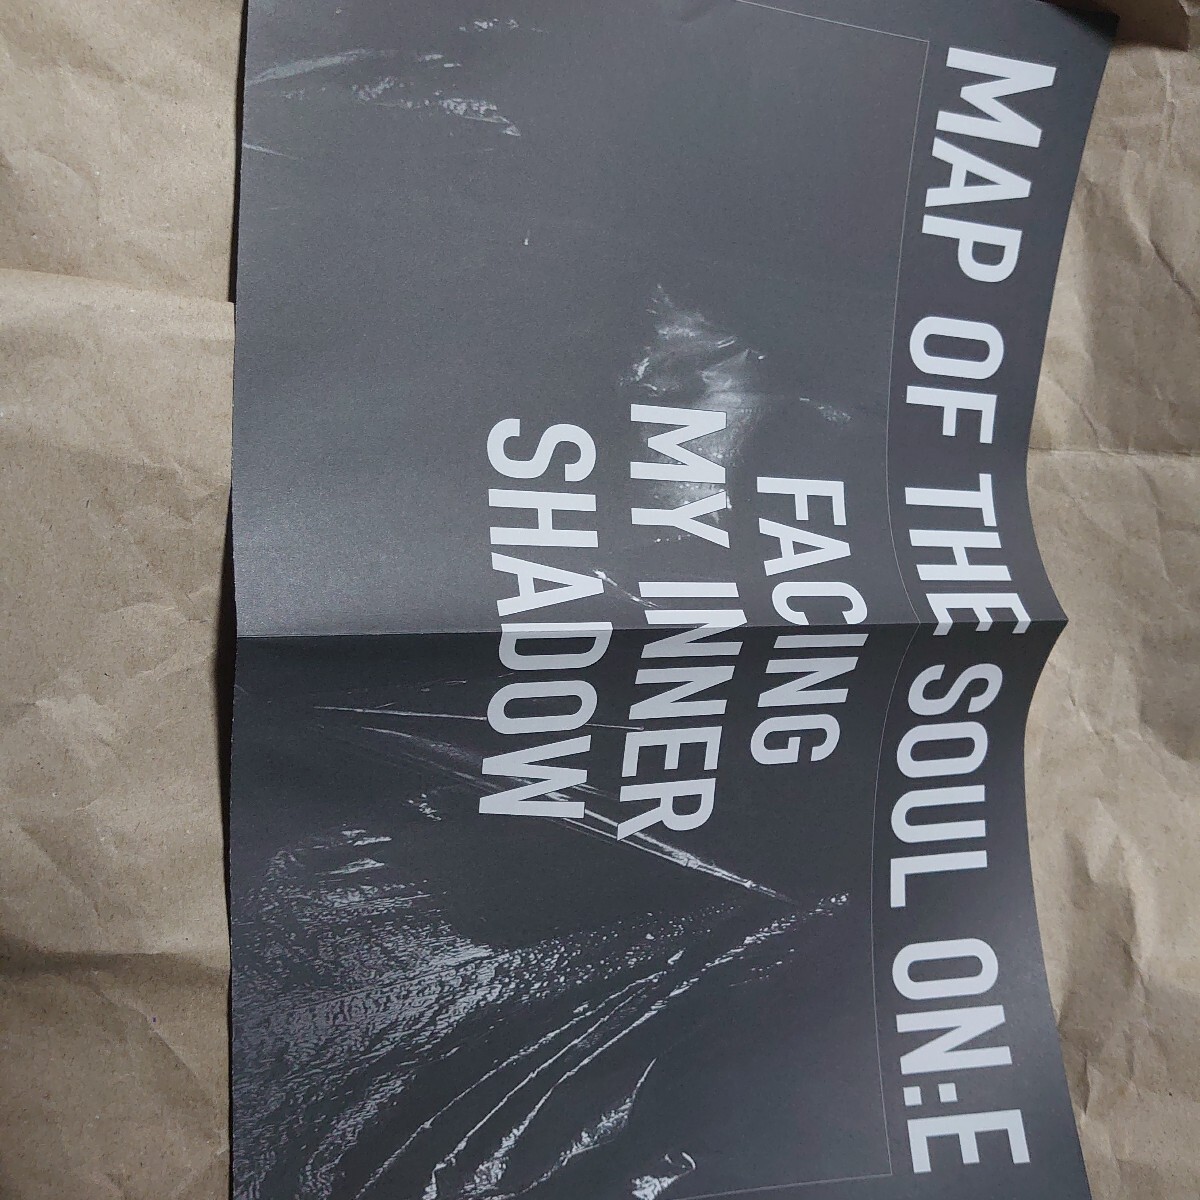 MAP OF THE SOUL ON:E
FACING
MY INNER
SHADOW